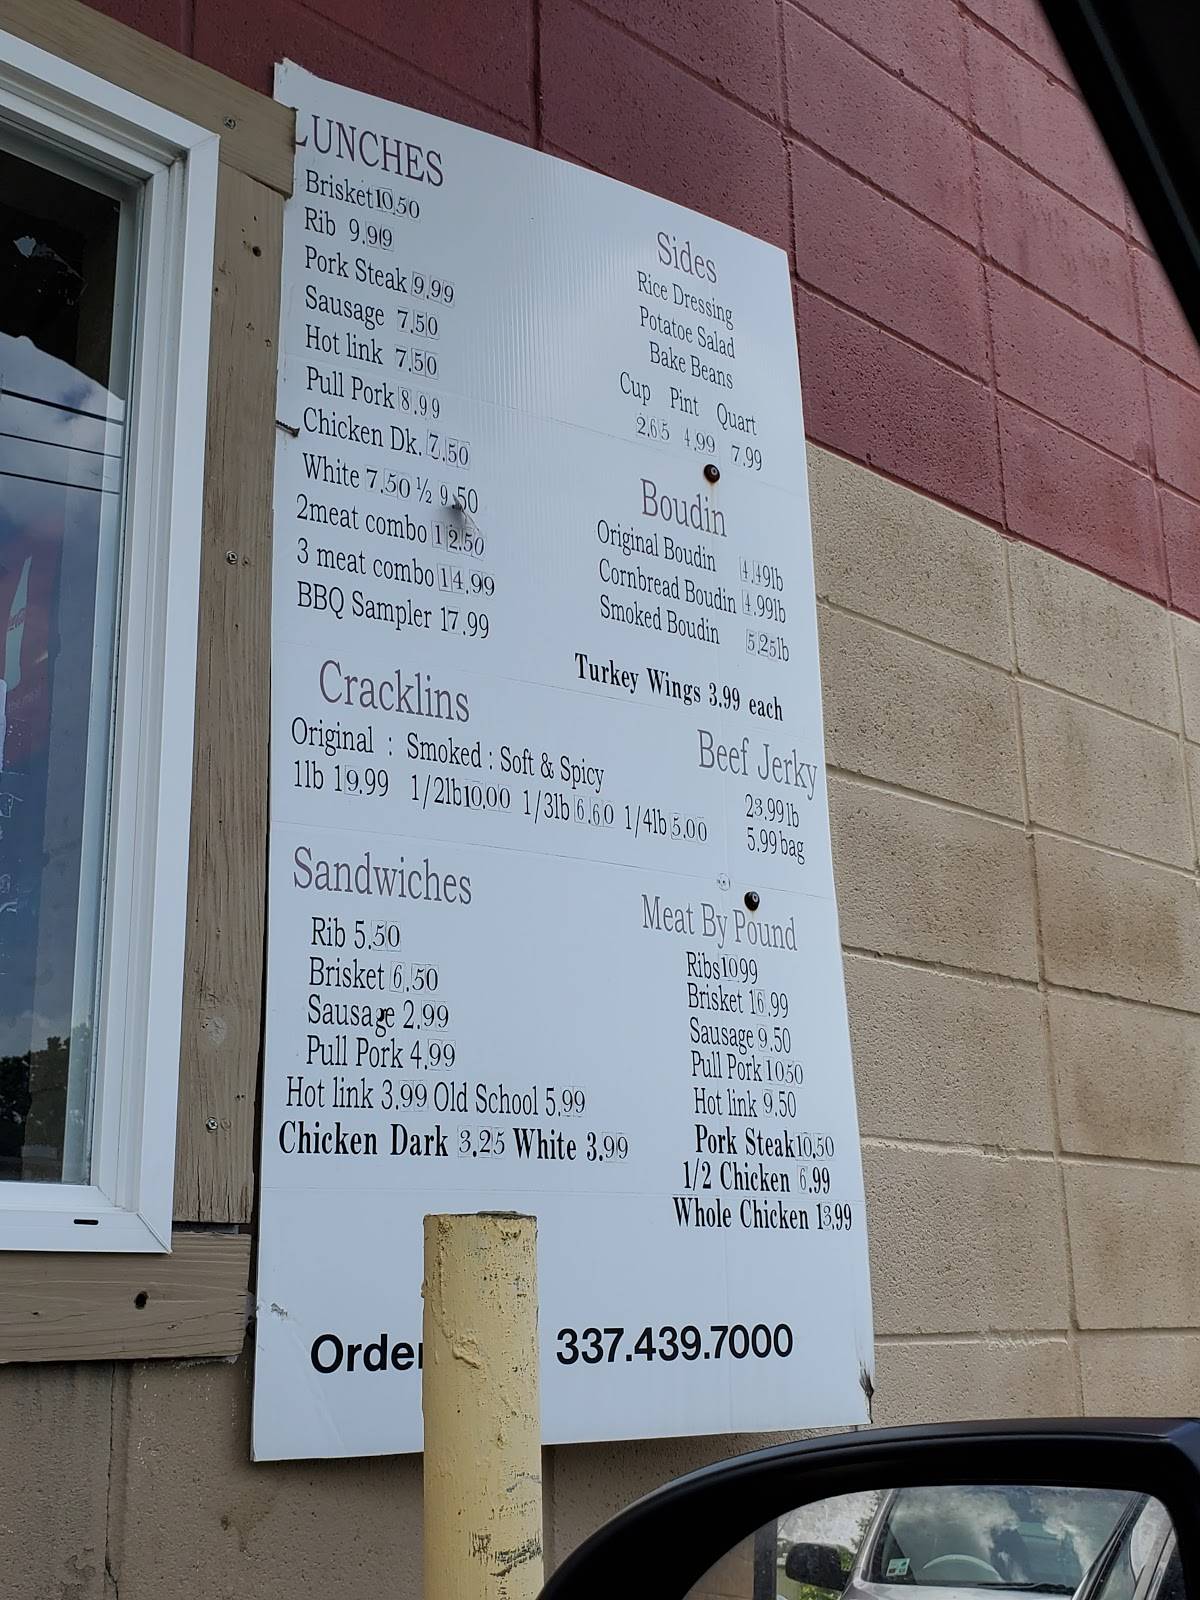 LUNCHES
Brisket 10.50
Rib 9.99
Pork Steak 9.99
Sausage 7.50
Hot link 7.50
Pull Pork 8.99
Chicken Dk. 7.50
White 7.50 ½ 9.50
2meat combo 12.50
3 meat combo 14.99
BBQ Sampler 17.99
Sides
Rice Dressing
Potatoe Salad
Bake Beans
Cup Pint Quart
2.65 4.99 7.99
Boudin
Original Boudin 4.49lb
Cornbread Boudin 4.99lb
Smoked Boudin 5.25lb
Turkey Wings 3.99 each
Cracklins
Original : Smoked : Soft & Spicy
1lb 19.99 1/2lb 10.00 1/3lb 6.60 1/4lb 5.00
Beef Jerky
23.99lb
5.99 bag
Sandwiches
Rib 5.50
Brisket 6.50
Sausage 2.99
Pull Pork 4.99
Hot link 3.99 Old School 5.99
Chicken Dark 3.25 White 3.99
Meat By Pound
Ribs 10.99
Brisket 16.99
Sausage 9.50
Pull Pork 10.50
Hot link 9.50
Pork Steak 10.50
1/2 Chicken 6.99
Whole Chicken 13.99
Order 337.439.7000